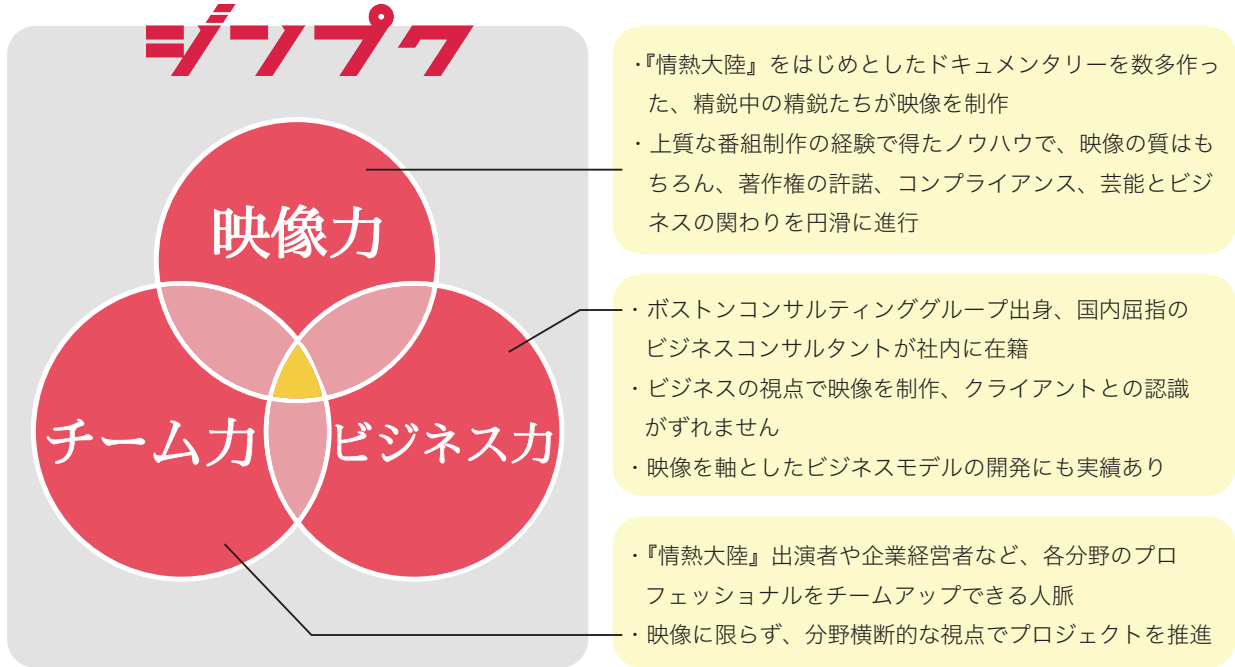 ジンプク
映像力
チーム力
ビジネス力
・『情熱大陸』をはじめとしたドキュメンタリーを数多作っ
た、精鋭中の精鋭たちが映像を制作
・上質な番組制作の経験で得たノウハウで、映像の質はも
ちろん、著作権の許諾、コンプライアンス、芸能とビジ
ネスの関わりを円滑に進行
・ボストンコンサルティンググループ出身、国内屈指の
ビジネスコンサルタントが社内に在籍
・ビジネスの視点で映像を制作、クライアントとの認識
がずれません
・映像を軸としたビジネスモデルの開発にも実績あり
・『情熱大陸』出演者や企業経営者など、各分野のプロ
フェッショナルをチームアップできる人脈
・映像に限らず、分野横断的な視点でプロジェクトを推進